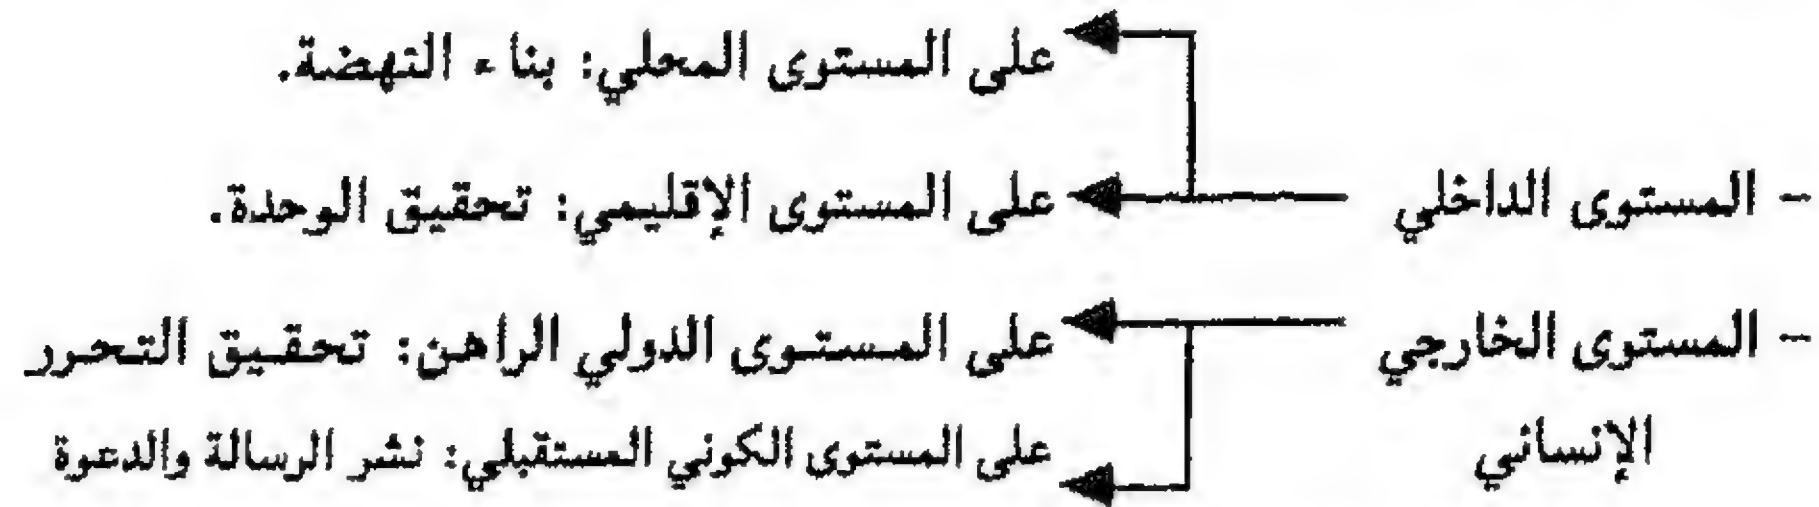 على المستوى المحلي: بناء النهضة.
- المستوى الداخلي
على المستوى الإقليمي: تحقيق الوحدة.
- المستوى الخارجي
على المستوى الدولي الراهن: تحقيق التحرر
الإنساني
على المستوى الكوني المستقبلي: نشر الرسالة والدعوة